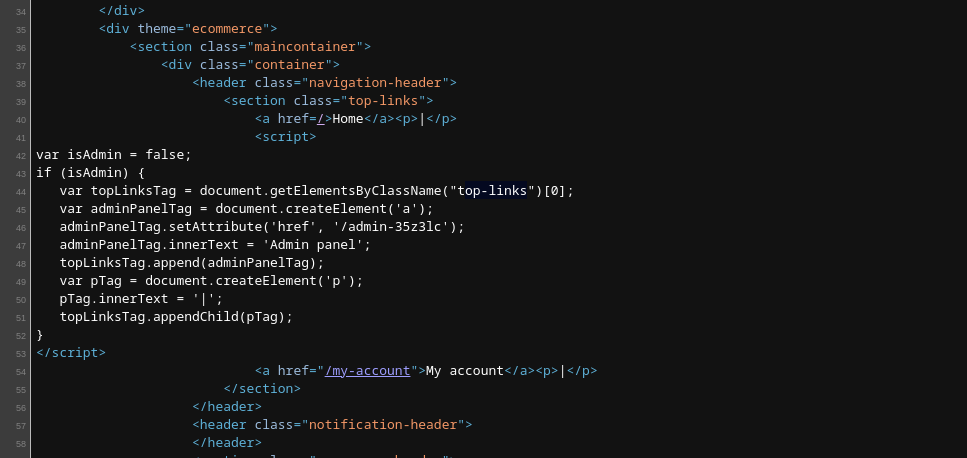 34 </div>
35 <div theme="ecommerce">
36 <section class="maincontainer">
37 <div class="container">
38 <header class="navigation-header">
39 <section class="top-links">
40 <a href=/>Home</a><p>|</p>
41 <script>
42 var isAdmin = false;
43 if (isAdmin) {
44 var topLinksTag = document.getElementsByClassName("top-links")[0];
45 var adminPanelTag = document.createElement('a');
46 adminPanelTag.setAttribute('href', '/admin-35z3lc');
47 adminPanelTag.innerText = 'Admin panel';
48 topLinksTag.append(adminPanelTag);
49 var pTag = document.createElement('p');
50 pTag.innerText = '|';
51 topLinksTag.appendChild(pTag);
52 }
53 </script>
54 <a href="/my-account">My account</a><p>|</p>
55 </section>
56 </header>
57 <header class="notification-header">
58 </header>